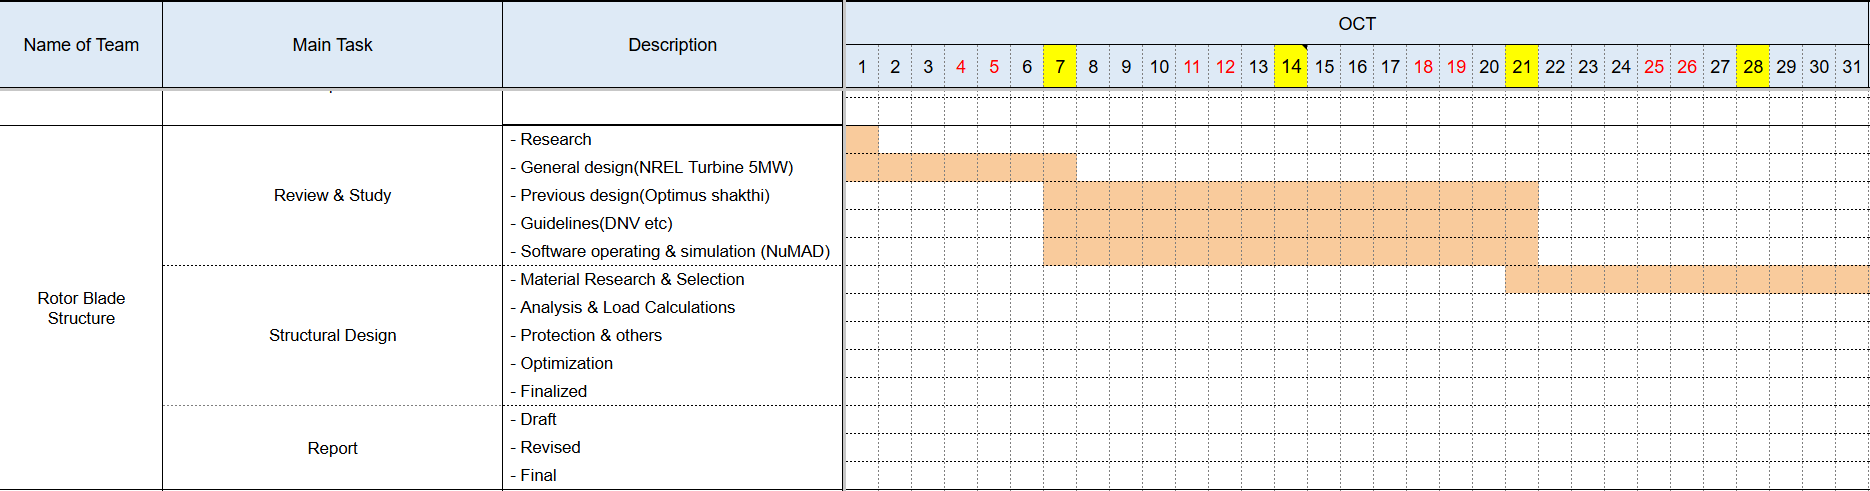 Name of Team
Main Task
Description
OCT
1 2 3 4 5 6 7 8 9 10 11 12 13 14 15 16 17 18 19 20 21 22 23 24 25 26 27 28 29 30 31
Rotor Blade
Structure
Review & Study
- Research
- General design(NREL Turbine 5MW)
- Previous design(Optimus shakthi)
- Guidelines(DNV etc)
- Software operating & simulation (NuMAD)
Structural Design
- Material Research & Selection
- Analysis & Load Calculations
- Protection & others
- Optimization
- Finalized
Report
- Draft
- Revised
- Final